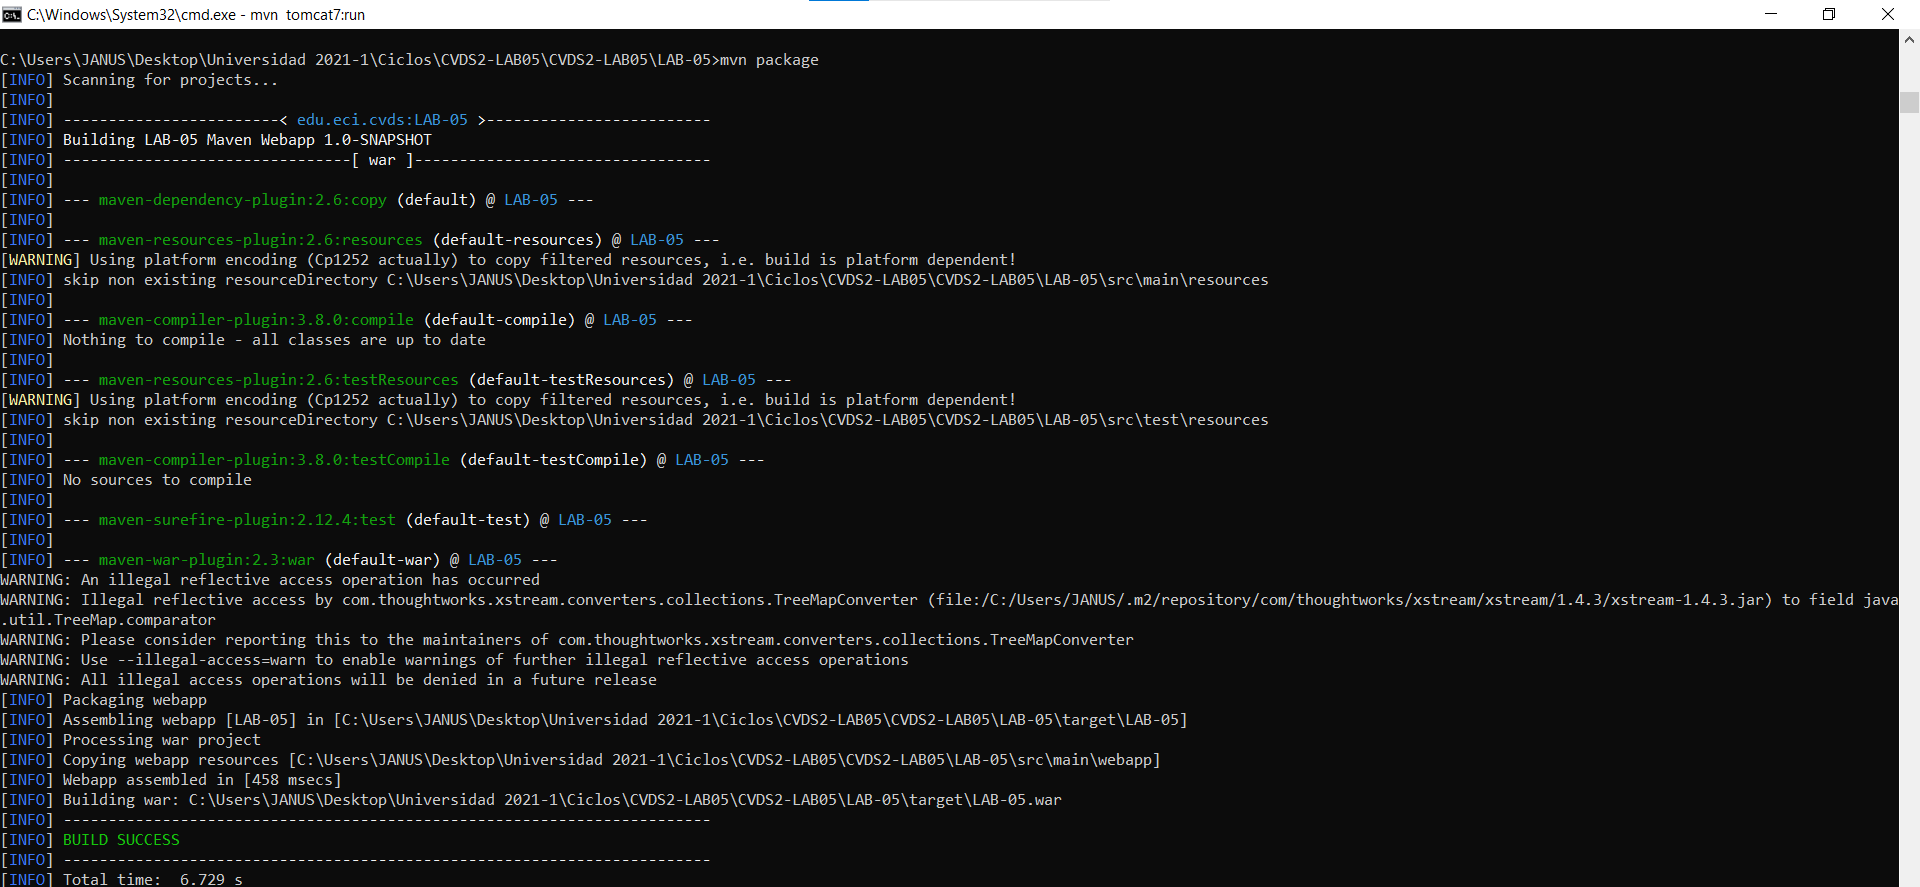 C:\Windows\System32\cmd.exe - mvn  tomcat7:run
C:\Users\JANUS\Desktop\Universidad 2021-1\Ciclos\CVDS2-LAB05\CVDS2-LAB05\LAB-05>mvn package
[INFO] Scanning for projects...
[INFO]
[INFO] ------------------------< edu.eci.cvds:LAB-05 >-------------------------
[INFO] Building LAB-05 Maven Webapp 1.0-SNAPSHOT
[INFO] --------------------------------[ war ]---------------------------------
[INFO]
[INFO] --- maven-dependency-plugin:2.6:copy (default) @ LAB-05 ---
[INFO]
[INFO] --- maven-resources-plugin:2.6:resources (default-resources) @ LAB-05 ---
[WARNING] Using platform encoding (Cp1252 actually) to copy filtered resources, i.e. build is platform dependent!
[INFO] skip non existing resourceDirectory C:\Users\JANUS\Desktop\Universidad 2021-1\Ciclos\CVDS2-LAB05\CVDS2-LAB05\LAB-05\src\main\resources
[INFO]
[INFO] --- maven-compiler-plugin:3.8.0:compile (default-compile) @ LAB-05 ---
[INFO] Nothing to compile - all classes are up to date
[INFO]
[INFO] --- maven-resources-plugin:2.6:testResources (default-testResources) @ LAB-05 ---
[WARNING] Using platform encoding (Cp1252 actually) to copy filtered resources, i.e. build is platform dependent!
[INFO] skip non existing resourceDirectory C:\Users\JANUS\Desktop\Universidad 2021-1\Ciclos\CVDS2-LAB05\CVDS2-LAB05\LAB-05\src\test\resources
[INFO]
[INFO] --- maven-compiler-plugin:3.8.0:testCompile (default-testCompile) @ LAB-05 ---
[INFO] No sources to compile
[INFO]
[INFO] --- maven-surefire-plugin:2.12.4:test (default-test) @ LAB-05 ---
[INFO]
[INFO] --- maven-war-plugin:2.3:war (default-war) @ LAB-05 ---
WARNING: An illegal reflective access operation has occurred
WARNING: Illegal reflective access by com.thoughtworks.xstream.converters.collections.TreeMapConverter (file:/C:/Users/JANUS/.m2/repository/com/thoughtworks/xstream/xstream/1.4.3/xstream-1.4.3.jar) to field java
.util.TreeMap.comparator
WARNING: Please consider reporting this to the maintainers of com.thoughtworks.xstream.converters.collections.TreeMapConverter
WARNING: Use --illegal-access=warn to enable warnings of further illegal reflective access operations
WARNING: All illegal access operations will be denied in a future release
[INFO] Packaging webapp
[INFO] Assembling webapp [LAB-05] in [C:\Users\JANUS\Desktop\Universidad 2021-1\Ciclos\CVDS2-LAB05\CVDS2-LAB05\LAB-05\target\LAB-05]
[INFO] Processing war project
[INFO] Copying webapp resources [C:\Users\JANUS\Desktop\Universidad 2021-1\Ciclos\CVDS2-LAB05\CVDS2-LAB05\LAB-05\src\main\webapp]
[INFO] Webapp assembled in [458 msecs]
[INFO] Building war: C:\Users\JANUS\Desktop\Universidad 2021-1\Ciclos\CVDS2-LAB05\CVDS2-LAB05\LAB-05\target\LAB-05.war
[INFO] ------------------------------------------------------------------------
[INFO] BUILD SUCCESS
[INFO] ------------------------------------------------------------------------
[INFO] Total time:  6.729 s